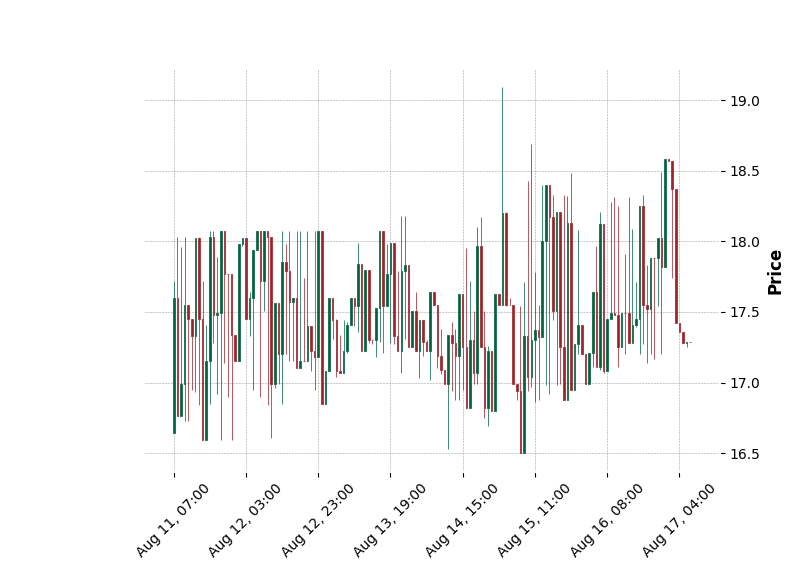 19.0
18.5
18.0
17.5
17.0
16.5
Price
Aug 11, 07:00
Aug 12, 03:00
Aug 12, 23:00
Aug 13, 19:00
Aug 14, 15:00
Aug 15, 11:00
Aug 16, 08:00
Aug 17, 04:00